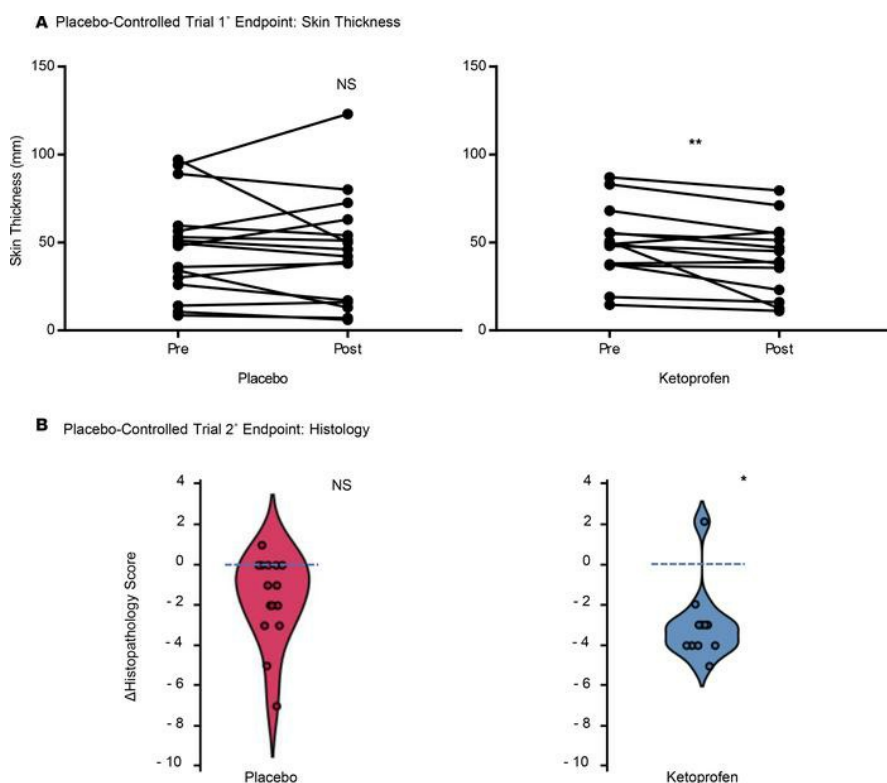 A Placebo-Controlled Trial 1° Endpoint: Skin Thickness
150
100
50
0
Skin Thickness (mm)
NS
Pre
Post
Placebo
150
100
50
0
**
Pre
Post
Ketoprofen
B Placebo-Controlled Trial 2° Endpoint: Histology
4
2
0
- 2
- 4
- 6
- 8
- 10
ΔHistopathology Score
NS
Placebo
4
2
0
- 2
- 4
- 6
- 8
- 10
*
Ketoprofen